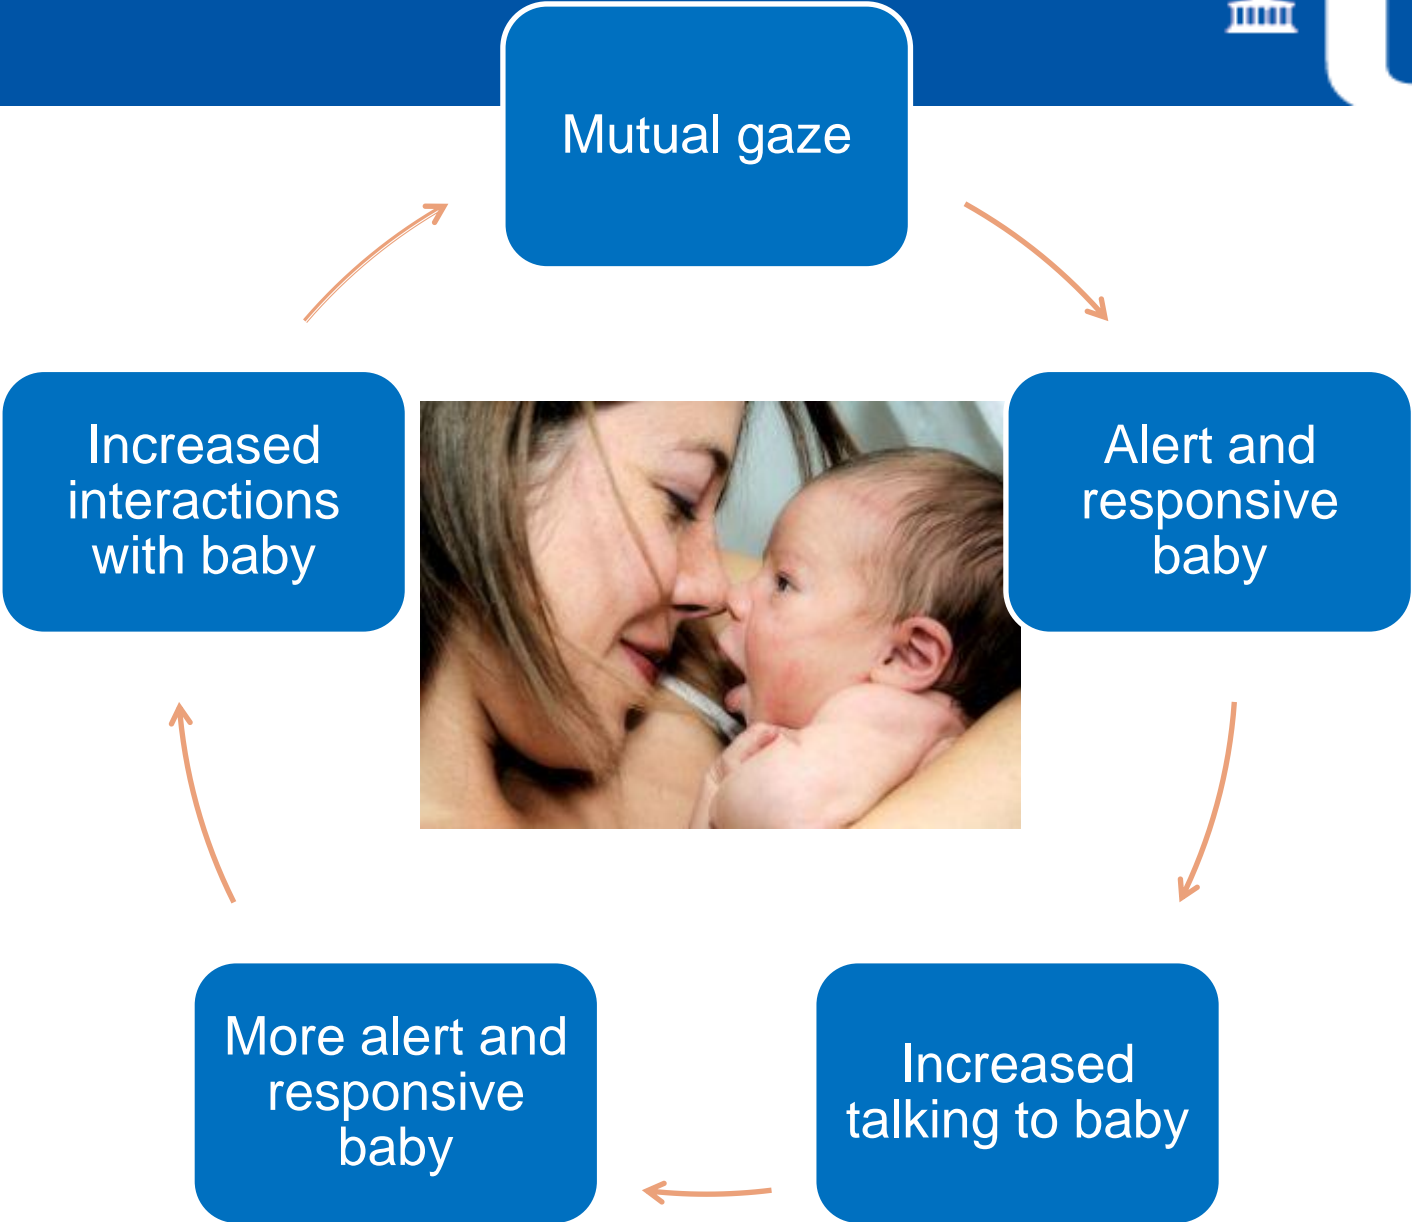 Mutual gaze
Alert and
responsive
baby
Increased
talking to baby
More alert and
responsive
baby
Increased
interactions
with baby